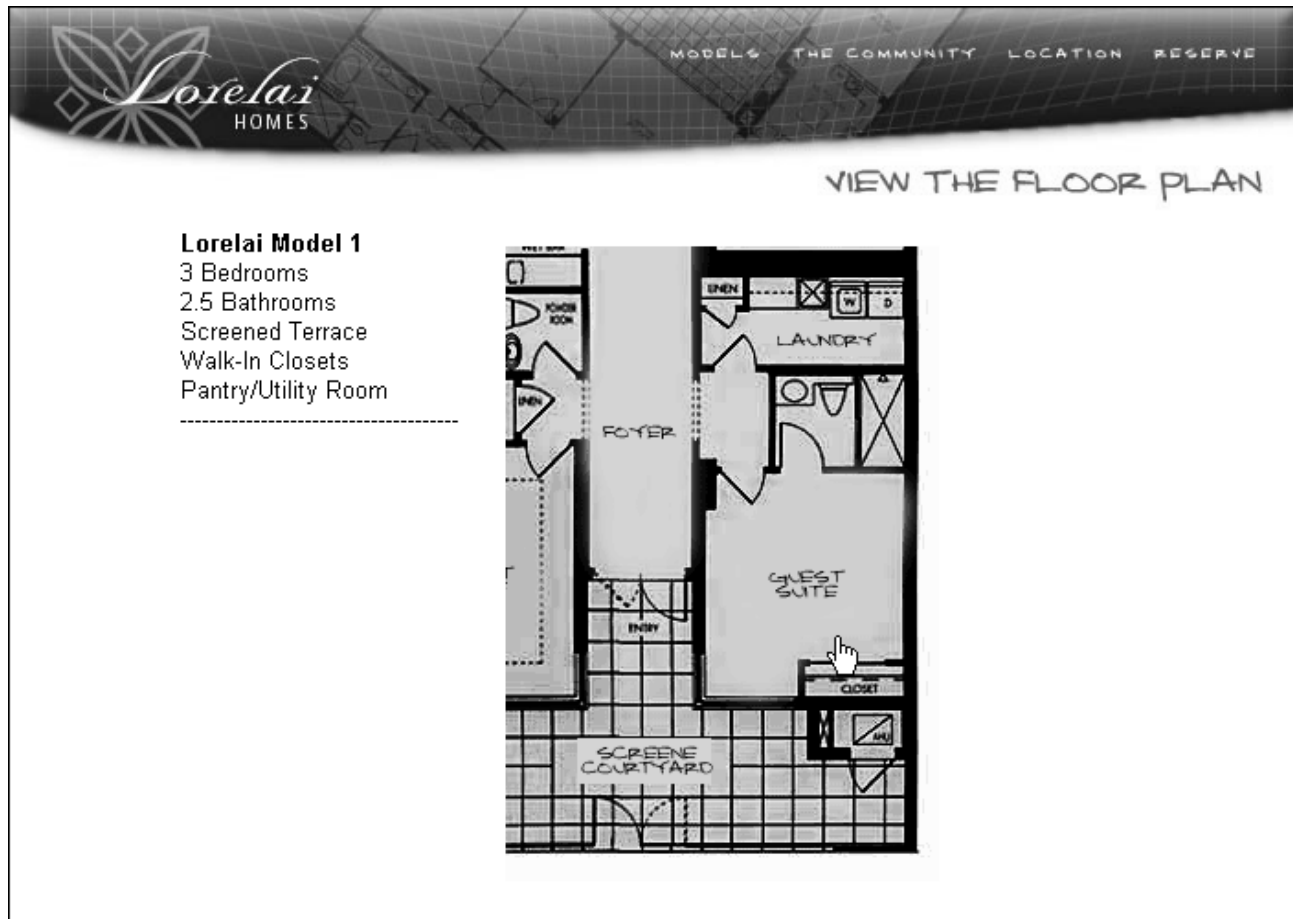 Lorelai
HOMES
MODELS THE COMMUNITY LOCATION RESERVE
VIEW THE FLOOR PLAN
Lorelai Model 1
3 Bedrooms
2.5 Bathrooms
Screened Terrace
Walk-In Closets
Pantry/Utility Room
--------------------------------------
LINEN
W D
POWDER
ROOM
LAUNDRY
LINEN
FOYER
GUEST
SUITE
ENTRY
CLOSET
AHU
SCREENE
COURTYARD